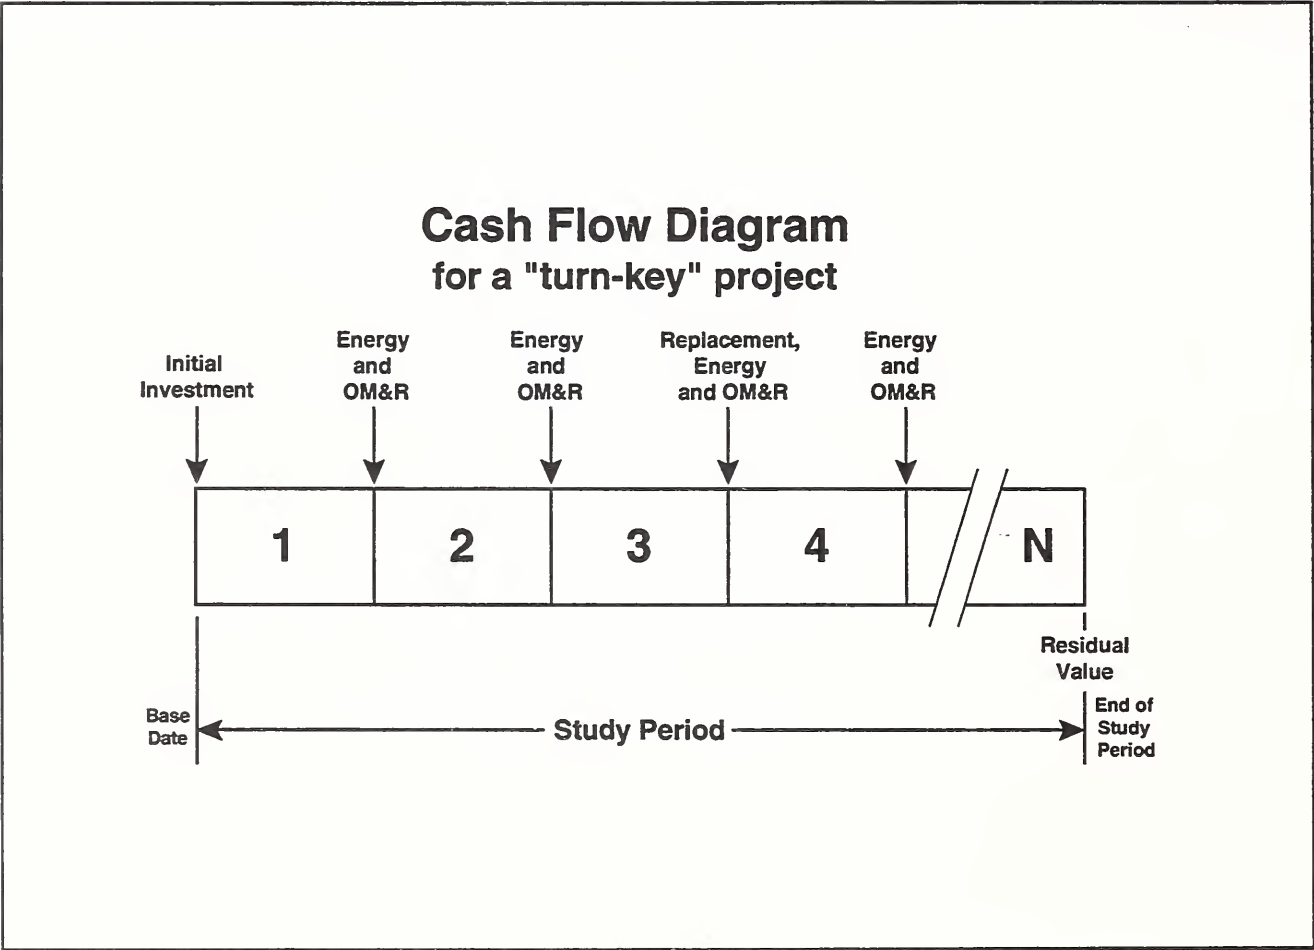 Cash Flow Diagram
for a "turn-key" project
Initial
Investment
Energy
and
OM&R
Energy
and
OM&R
Replacement,
Energy
and OM&R
Energy
and
OM&R
1
2
3
4
N
Residual
Value
Base
Date
Study Period
End of
Study
Period